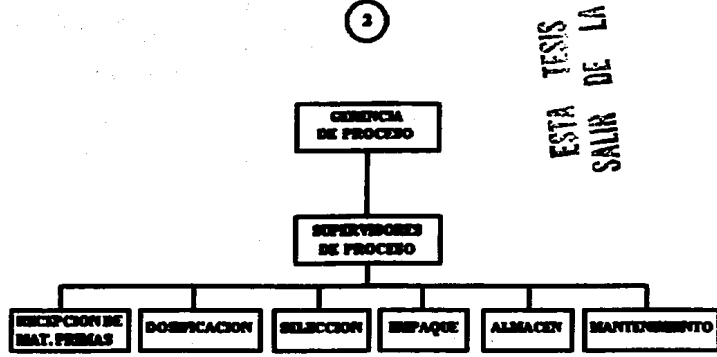 2
ESTA TESIS
SALIR DE LA
GERENCIA
DE PROCESO
SUPERVISORES
DE PROCESO
RECEPCION DE
MAT. PRIMAS
DOSIFICACION
SELECCION
EMPAQUE
ALMACEN
MANTENIMIENTO